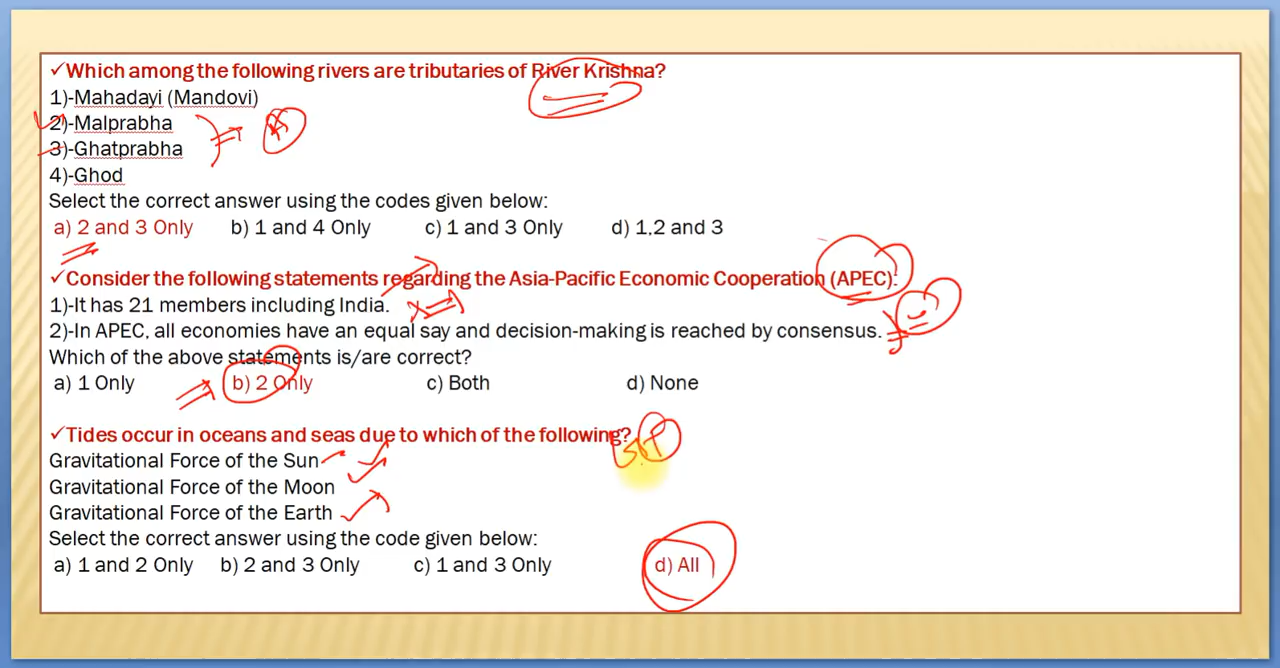 ✓Which among the following rivers are tributaries of River Krishna?
1)-Mahadayi (Mandovi)
2)-Malprabha
3)-Ghatprabha
4)-Ghod
Select the correct answer using the codes given below:
a) 2 and 3 Only b) 1 and 4 Only c) 1 and 3 Only d) 1,2 and 3
✓Consider the following statements regarding the Asia-Pacific Economic Cooperation (APEC):
1)-It has 21 members including India.
2)-In APEC, all economies have an equal say and decision-making is reached by consensus.
Which of the above statements is/are correct?
a) 1 Only b) 2 Only c) Both d) None
✓Tides occur in oceans and seas due to which of the following?
Gravitational Force of the Sun
Gravitational Force of the Moon
Gravitational Force of the Earth
Select the correct answer using the code given below:
a) 1 and 2 Only b) 2 and 3 Only c) 1 and 3 Only d) All